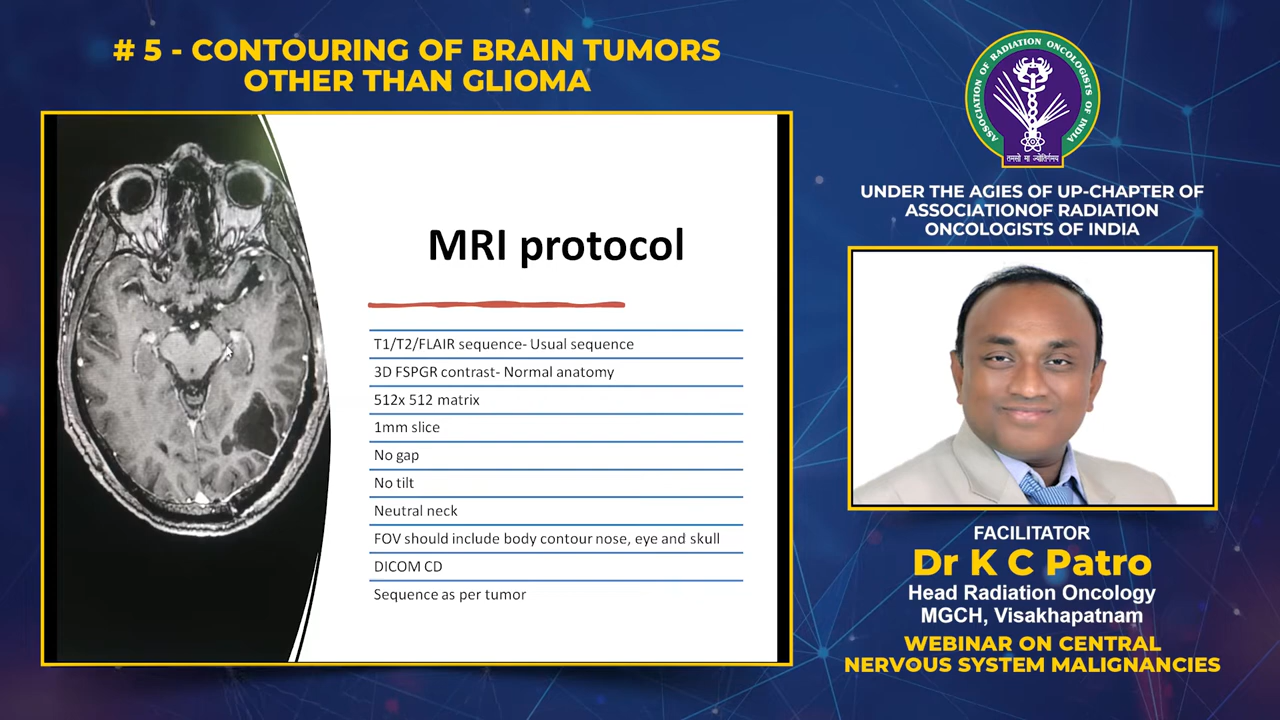 # 5 - CONTOURING OF BRAIN TUMORS
OTHER THAN GLIOMA
MRI protocol
T1/T2/FLAIR sequence- Usual sequence
3D FSPGR contrast- Normal anatomy
512x 512 matrix
1mm slice
No gap
No tilt
Neutral neck
FOV should include body contour nose, eye and skull
DICOM CD
Sequence as per tumor
ASSOCIATION OF RADIATION ONCOLOGISTS OF INDIA
तमसो मा ज्योतिर्गमय
UNDER THE AGIES OF UP-CHAPTER OF
ASSOCIATIONOF RADIATION
ONCOLOGISTS OF INDIA
FACILITATOR
Dr K C Patro
Head Radiation Oncology
MGCH, Visakhapatnam
WEBINAR ON CENTRAL
NERVOUS SYSTEM MALIGNANCIES